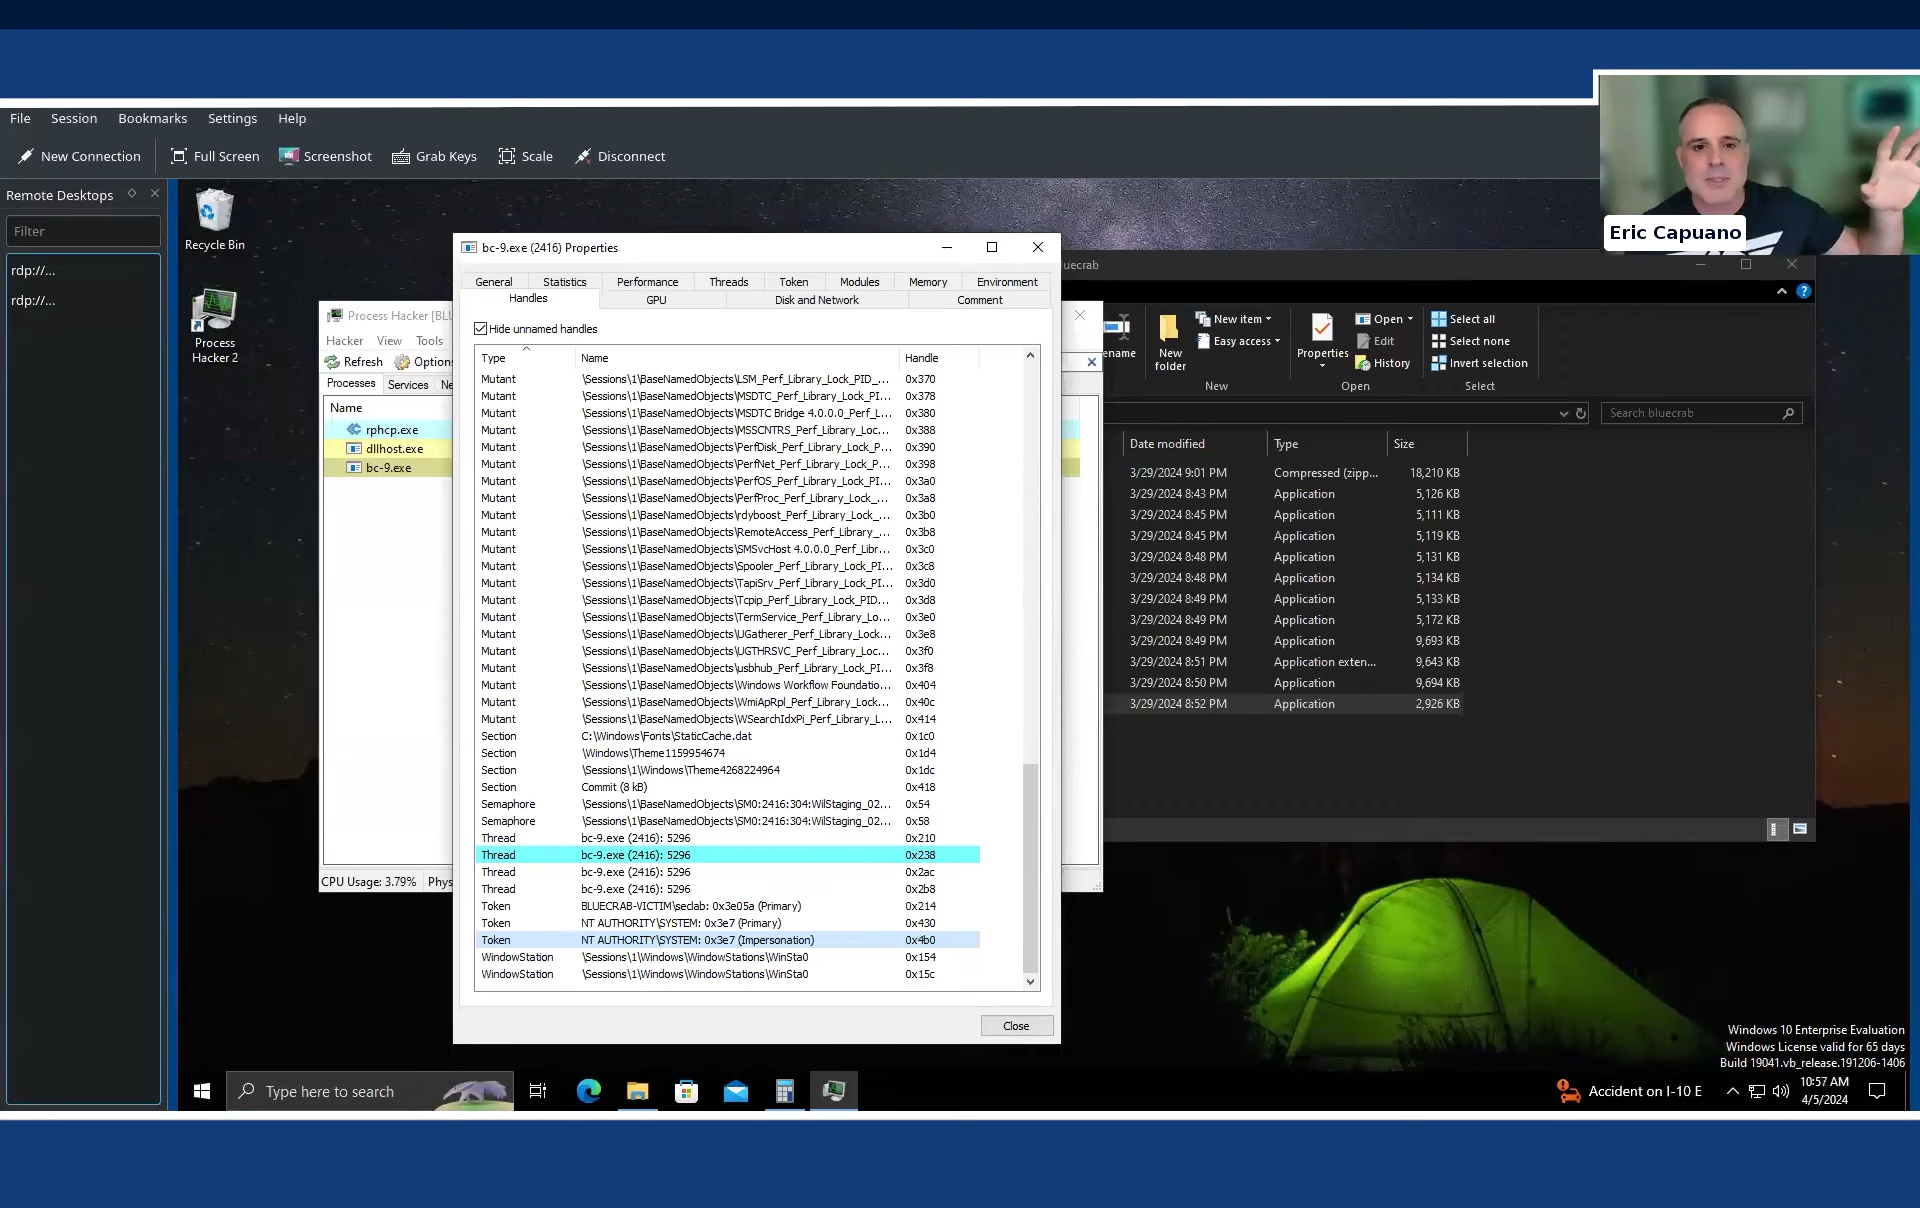 File Session Bookmarks Settings Help
New Connection Full Screen Screenshot Grab Keys Scale Disconnect
Remote Desktops
Filter
rdp://...
rdp://...
Recycle Bin
Process
Hacker 2
Eric Capuano
bc-9.exe (2416) Properties
General Statistics Performance Threads Token Modules Memory Environment
Handles GPU Disk and Network Comment
Hide unnamed handles
Type Name Handle
Mutant \Sessions\1\BaseNamedObjects\LSM_Perf_Library_Lock_PID_... 0x370
Mutant \Sessions\1\BaseNamedObjects\MSDTC_Perf_Library_Lock_PI... 0x378
Mutant \Sessions\1\BaseNamedObjects\MSDTC Bridge 4.0.0.0_Perf_L... 0x380
Mutant \Sessions\1\BaseNamedObjects\MSSCNTRS_Perf_Library_Loc... 0x388
Mutant \Sessions\1\BaseNamedObjects\PerfDisk_Perf_Library_Lock_P... 0x390
Mutant \Sessions\1\BaseNamedObjects\PerfNet_Perf_Library_Lock_P... 0x398
Mutant \Sessions\1\BaseNamedObjects\PerfOS_Perf_Library_Lock_PI... 0x3a0
Mutant \Sessions\1\BaseNamedObjects\PerfProc_Perf_Library_Lock_... 0x3a8
Mutant \Sessions\1\BaseNamedObjects\rdyboost_Perf_Library_Lock_... 0x3b0
Mutant \Sessions\1\BaseNamedObjects\RemoteAccess_Perf_Library_... 0x3b8
Mutant \Sessions\1\BaseNamedObjects\SMSvcHost 4.0.0.0_Perf_Libr... 0x3c0
Mutant \Sessions\1\BaseNamedObjects\Spooler_Perf_Library_Lock_PI... 0x3c8
Mutant \Sessions\1\BaseNamedObjects\TapiSrv_Perf_Library_Lock_PI... 0x3d0
Mutant \Sessions\1\BaseNamedObjects\Tcpip_Perf_Library_Lock_PID... 0x3d8
Mutant \Sessions\1\BaseNamedObjects\TermService_Perf_Library_Lo... 0x3e0
Mutant \Sessions\1\BaseNamedObjects\UGatherer_Perf_Library_Lock... 0x3e8
Mutant \Sessions\1\BaseNamedObjects\UGTHRSVC_Perf_Library_Loc... 0x3f0
Mutant \Sessions\1\BaseNamedObjects\usbhub_Perf_Library_Lock_PI... 0x3f8
Mutant \Sessions\1\BaseNamedObjects\Windows Workflow Foundatio... 0x404
Mutant \Sessions\1\BaseNamedObjects\WmiApRpl_Perf_Library_Lock... 0x40c
Mutant \Sessions\1\BaseNamedObjects\WSearchIdxPi_Perf_Library_L... 0x414
Section C:\Windows\Fonts\StaticCache.dat 0x1c0
Section \Windows\Theme1159954674 0x1d4
Section \Sessions\1\Windows\Theme4268224964 0x1dc
Section Commit (8 kB) 0x418
Semaphore \Sessions\1\BaseNamedObjects\SM0:2416:304:WilStaging_02... 0x54
Semaphore \Sessions\1\BaseNamedObjects\SM0:2416:304:WilStaging_02... 0x58
Thread bc-9.exe (2416): 5296 0x210
Thread bc-9.exe (2416): 5296 0x238
Thread bc-9.exe (2416): 5296 0x2ac
Thread bc-9.exe (2416): 5296 0x2b8
Token BLUECRAB-VICTIM\seclab: 0x3e05a (Primary) 0x214
Token NT AUTHORITY\SYSTEM: 0x3e7 (Primary) 0x430
Token NT AUTHORITY\SYSTEM: 0x3e7 (Impersonation) 0x4b0
WindowStation \Sessions\1\Windows\WindowStations\WinSta0 0x154
WindowStation \Sessions\1\Windows\WindowStations\WinSta0 0x15c
Close
Process Hacker [BLU
Hacker View Tools
Refresh Option
Processes Services Ne
Name
rphcp.exe
dllhost.exe
bc-9.exe
CPU Usage: 3.79% Phys
uecrab
ename
New
folder
New item
Easy access
New
Properties
Open
Edit
History
Open
Select all
Select none
Invert selection
Select
Search bluecrab
Date modified Type Size
3/29/2024 9:01 PM Compressed (zipp... 18,210 KB
3/29/2024 8:43 PM Application 5,126 KB
3/29/2024 8:45 PM Application 5,111 KB
3/29/2024 8:45 PM Application 5,119 KB
3/29/2024 8:48 PM Application 5,131 KB
3/29/2024 8:48 PM Application 5,134 KB
3/29/2024 8:49 PM Application 5,133 KB
3/29/2024 8:49 PM Application 5,172 KB
3/29/2024 8:49 PM Application 9,693 KB
3/29/2024 8:51 PM Application exten... 9,643 KB
3/29/2024 8:50 PM Application 9,694 KB
3/29/2024 8:52 PM Application 2,926 KB
Windows 10 Enterprise Evaluation
Windows License valid for 65 days
Build 19041.vb_release.191206-1406
Type here to search
Accident on I-10 E
10:57 AM
4/5/2024